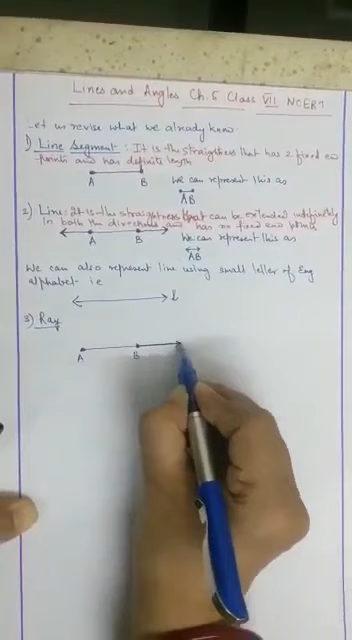 Lines and Angles Ch. 5 Class VII NCERT
Let us revise what we already know
1) Line Segment : It is the straightness that has 2 fixed end
points and has definite length
A B We can represent this as
AB
2) Line: It is the straightness that can be extended indefinitely
in both the directions and has no fixed end points
A B We can represent this as
AB
We can also represent line using small letter of Eng
alphabet i.e
l
3) Ray
A B